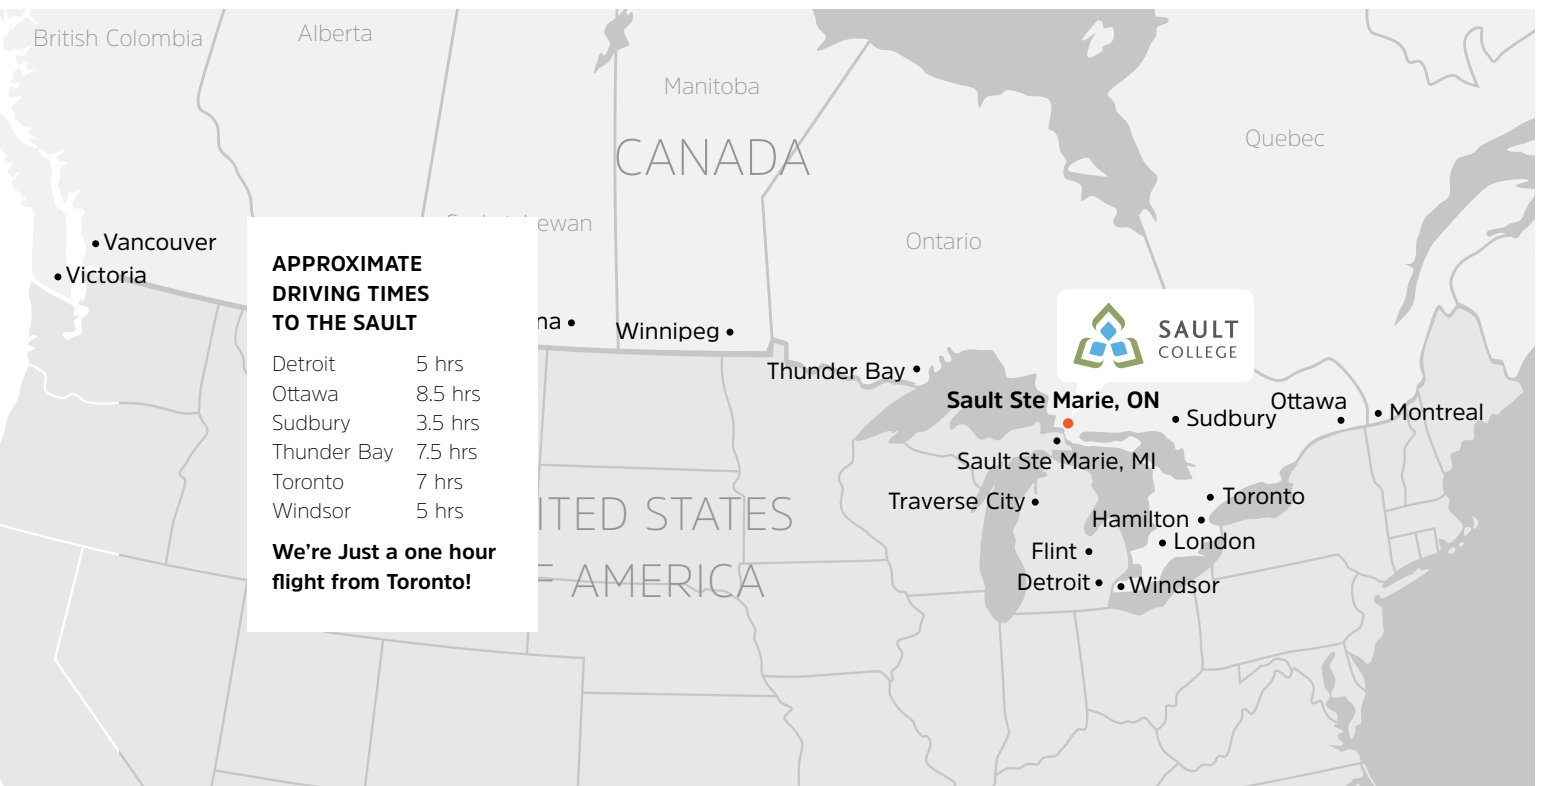 British Colombia
Alberta
Manitoba
CANADA
Quebec
Ontario
Vancouver
Victoria
APPROXIMATE
DRIVING TIMES
TO THE SAULT
Detroit 5 hrs
Ottawa 8.5 hrs
Sudbury 3.5 hrs
Thunder Bay 7.5 hrs
Toronto 7 hrs
Windsor 5 hrs
We're Just a one hour
flight from Toronto!
Winnipeg
Thunder Bay
SAULT
COLLEGE
Sault Ste Marie, ON
Sudbury
Ottawa
Montreal
Sault Ste Marie, MI
Traverse City
Toronto
Hamilton
London
Flint
Detroit
Windsor
STATES
AMERICA